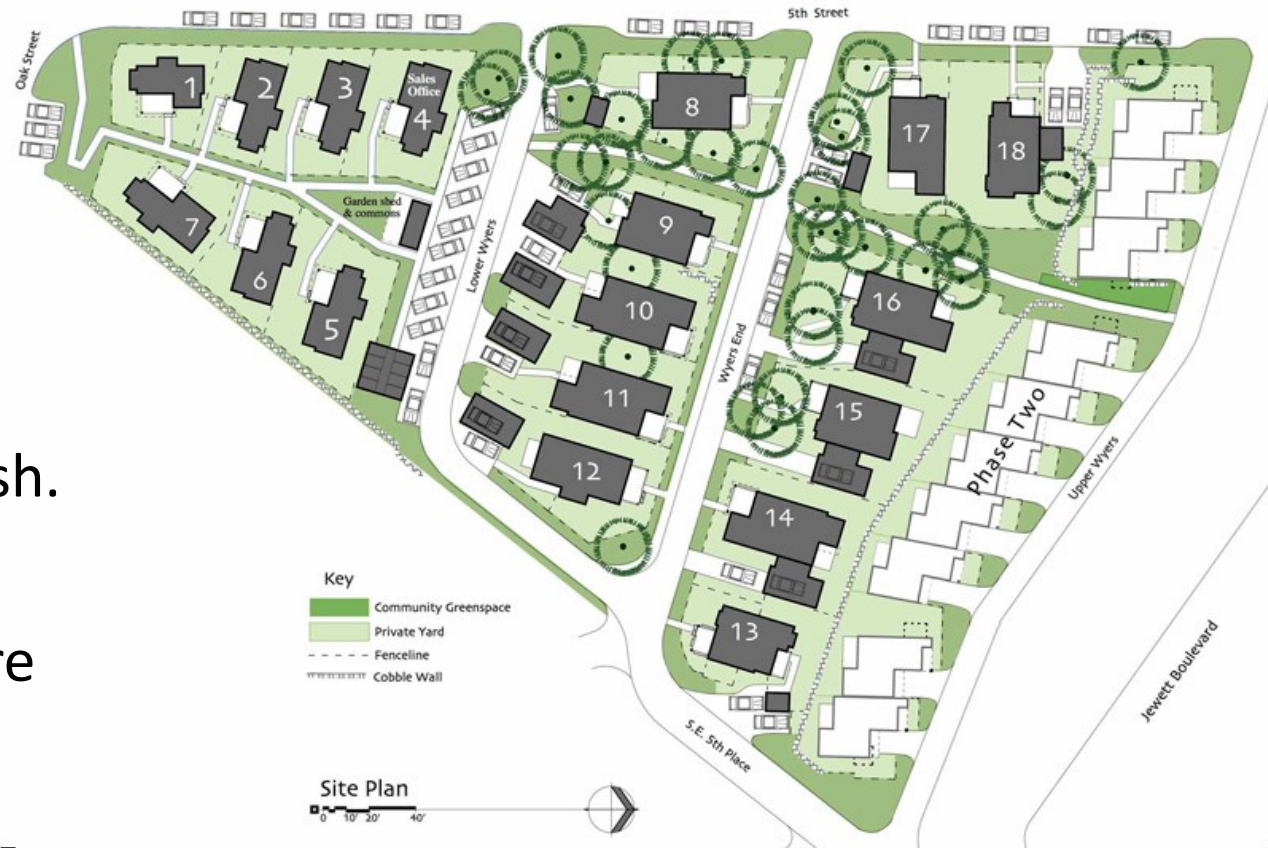 5th Street
Oak Street
1
2
3
Sales
Office
4
8
17
18
Garden shed
& commons
7
6
5
Lower Wyers
9
10
11
12
Wyers End
16
15
14
13
Phase Two
Upper Wyers
Jewett Boulevard
S.E. 5th Place
sh.
re
Key
Community Greenspace
Private Yard
Fenceline
Cobble Wall
Site Plan
0 10' 20' 40'